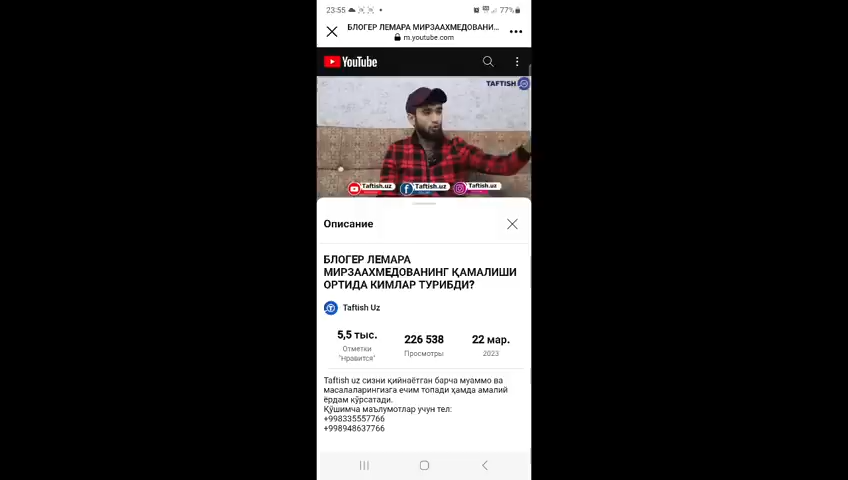 23:55
77%
БЛОГЕР ЛЕМАРА МИРЗААХМЕДОВАНИ...
m.youtube.com
YouTube
TAFTISH
Taftish.uz Taftish.uz Taftish.uz
Описание
БЛОГЕР ЛЕМАРА
МИРЗААХМЕДОВАНИНГ ҚАМАЛИШИ
ОРТИДА КИМЛАР ТУРИБДИ?
Taftish Uz
5,5 тыс. 226 538 22 мар.
Отметки "Нравится" Просмотры 2023
Taftish uz сизни қийнаётган барча муаммо ва
масалаларингизга ечим топади ҳамда амалий
ёрдам кўрсатади.
Қўшимча маълумотлар учун тел:
+998335557766
+998948637766